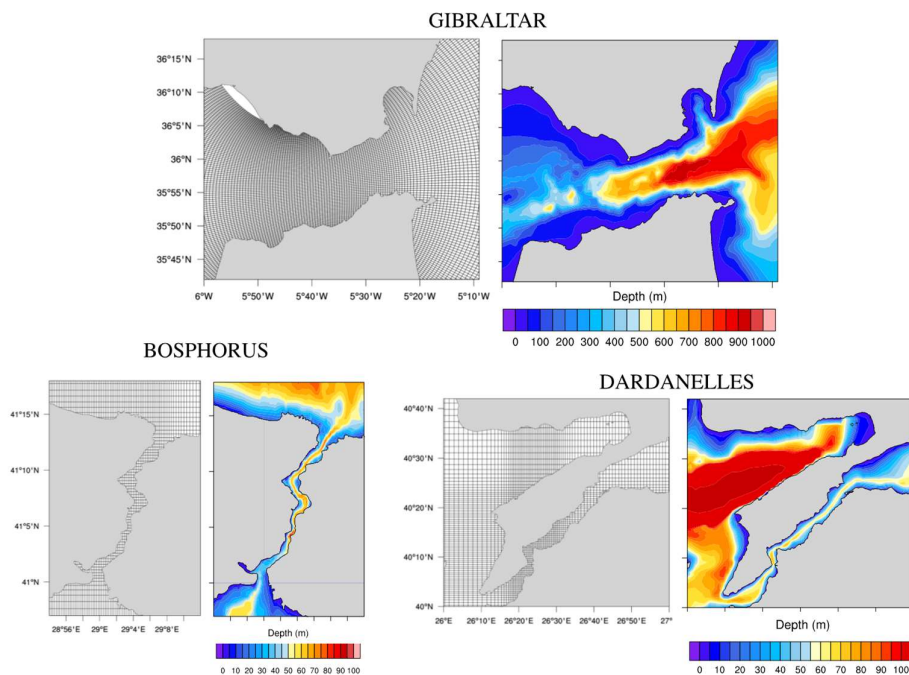 GIBRALTAR
36°15'N
36°10'N
36°5'N
36°N
35°55'N
35°50'N
35°45'N
6°W 5°50'W 5°40'W 5°30'W 5°20'W 5°10'W
Depth (m)
0 100 200 300 400 500 600 700 800 900 1000
BOSPHORUS
41°15'N
41°10'N
41°5'N
41°N
28°56'E 29°E 29°4'E 29°8'E
Depth (m)
0 10 20 30 40 50 60 70 80 90 100
DARDANELLES
40°40'N
40°30'N
40°20'N
40°10'N
40°N
26°E 26°10'E 26°20'E 26°30'E 26°40'E 26°50'E 27°
Depth (m)
0 10 20 30 40 50 60 70 80 90 100